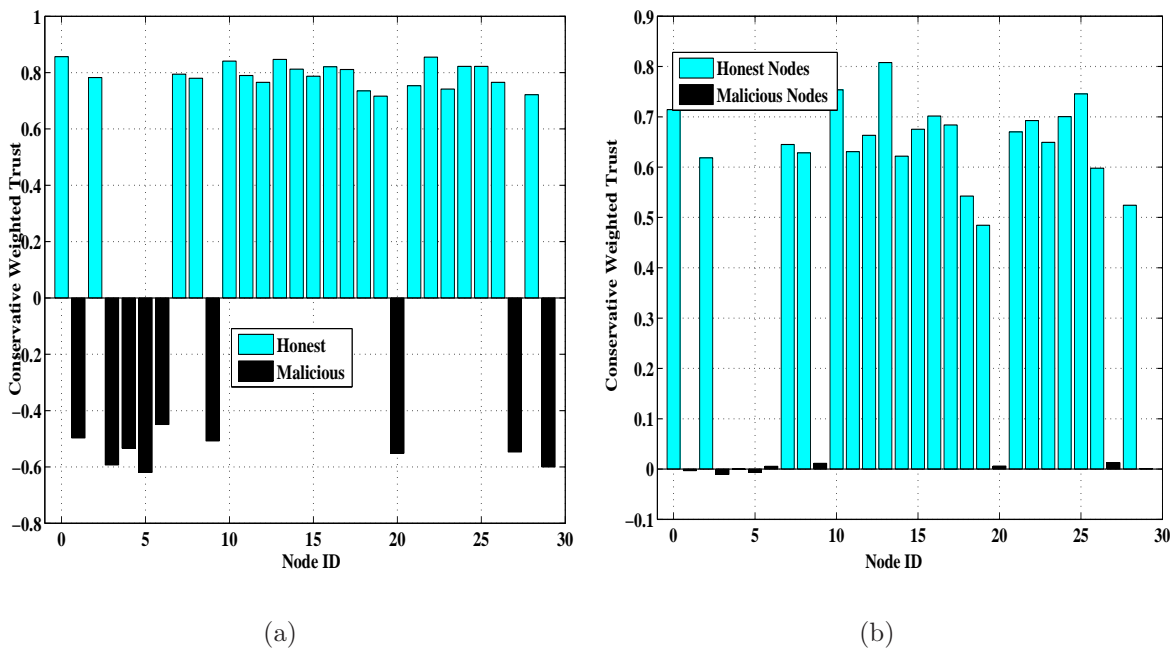 1
0.8
0.6
0.4
0.2
0
−0.2
−0.4
−0.6
−0.8
Conservative Weighted Trust
Honest
Malicious
0 5 10 15 20 25 30
Node ID
(a)
0.9
0.8
0.7
0.6
0.5
0.4
0.3
0.2
0.1
0
−0.1
Conservative Weighted Trust
Honest Nodes
Malicious Nodes
0 5 10 15 20 25 30
Node ID
(b)